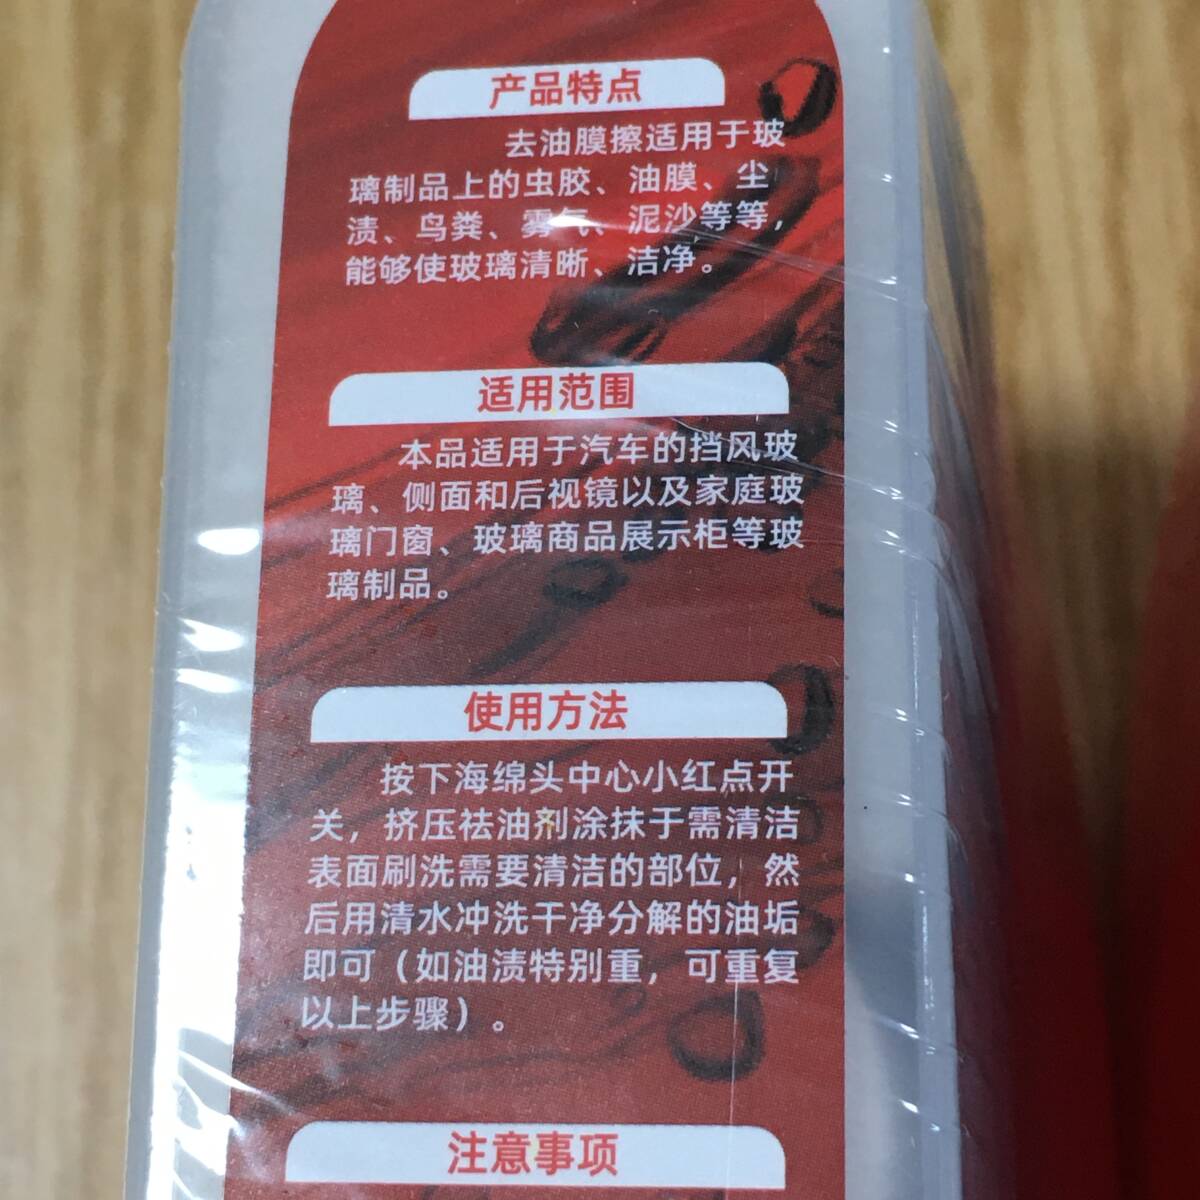 产品特点
去油膜擦适用于玻
璃制品上的虫胶、油膜、尘
渍、鸟粪、雾气、泥沙等等，
能够使玻璃清晰、洁净。
适用范围
本品适用于汽车的挡风玻
璃、侧面和后视镜以及家庭玻
璃门窗、玻璃商品展示柜等玻
璃制品。
使用方法
按下海绵头中心小红点开
关，挤压祛油剂涂抹于需清洁
表面刷洗需要清洁的部位，然
后用清水冲洗干净分解的油垢
即可（如油渍特别重，可重复
以上步骤）。
注意事项